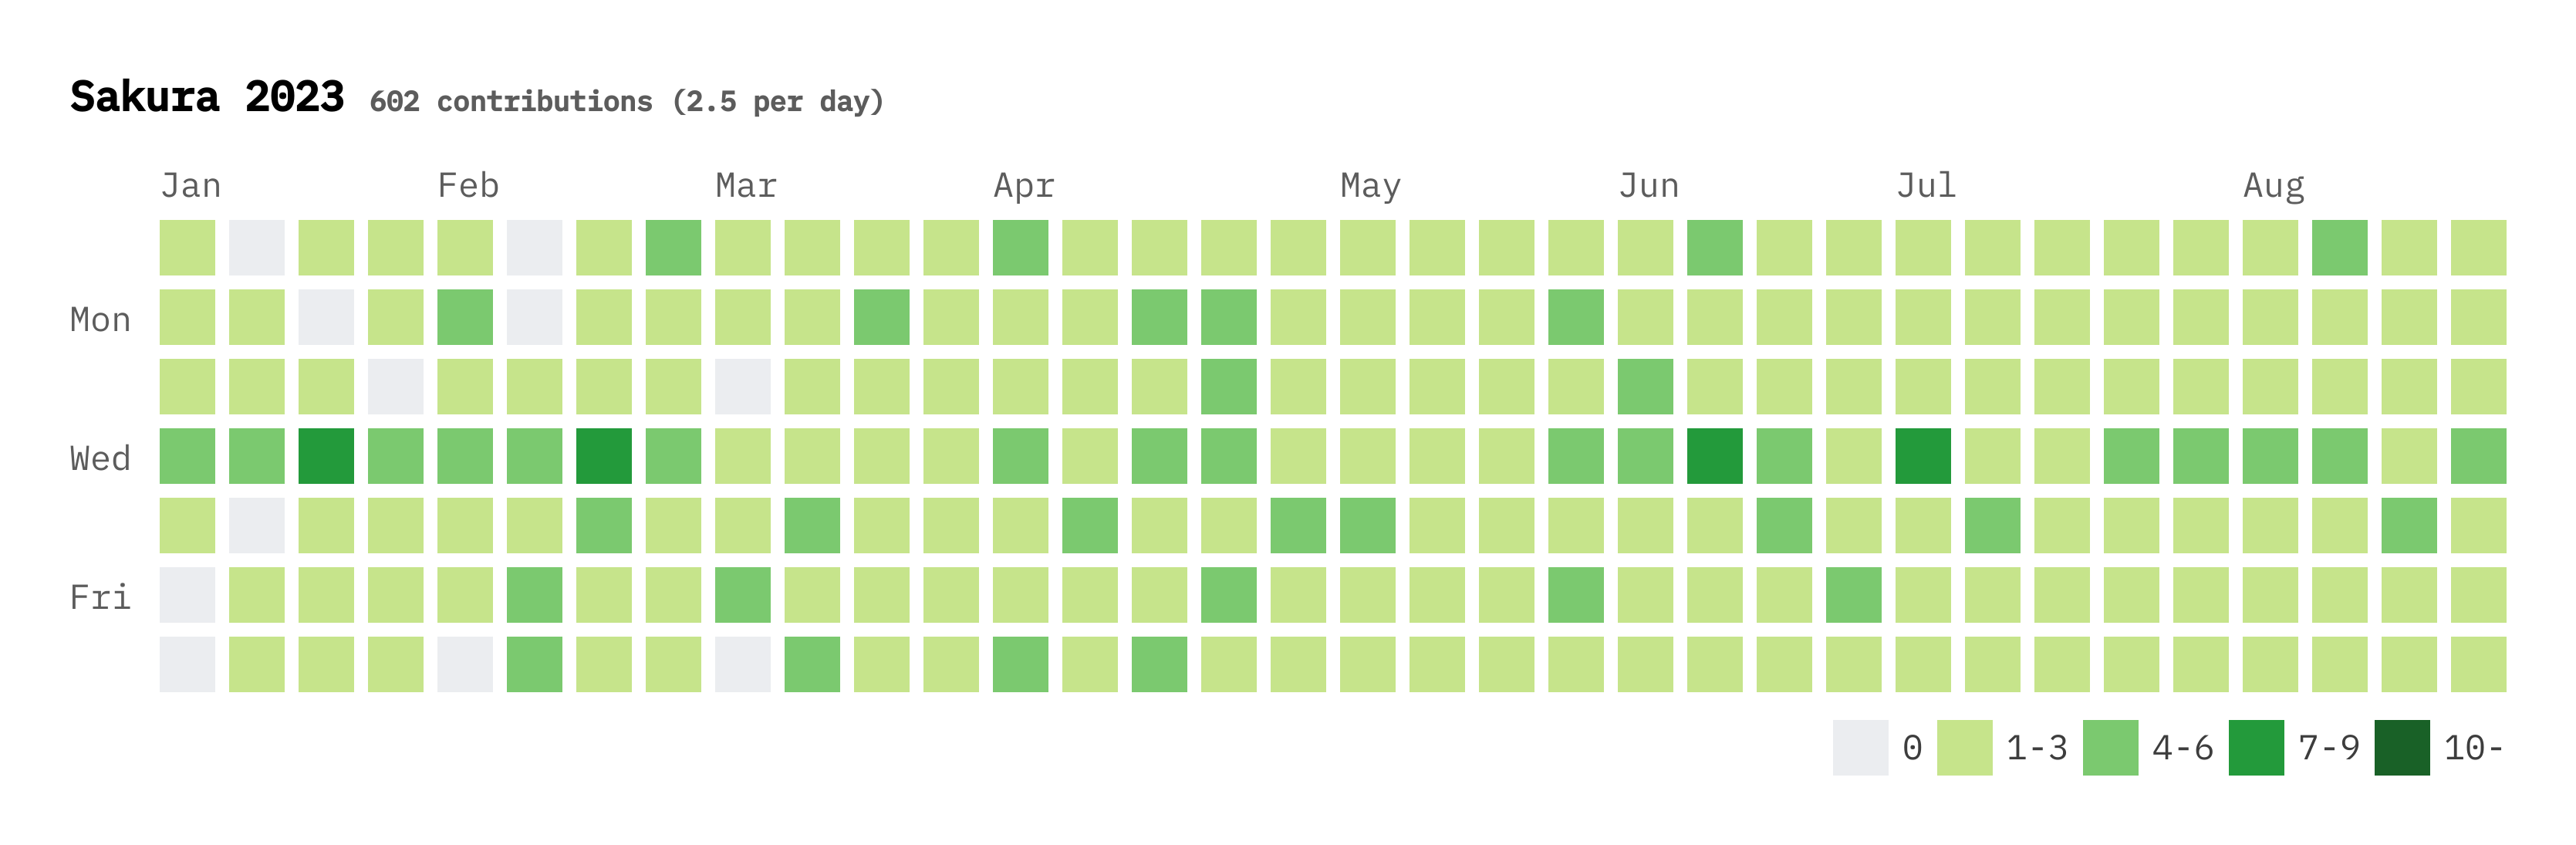 Sakura 2023 602 contributions (2.5 per day)
Jan Feb Mar Apr May Jun Jul Aug
Mon
Wed
Fri
0 1-3 4-6 7-9 10-